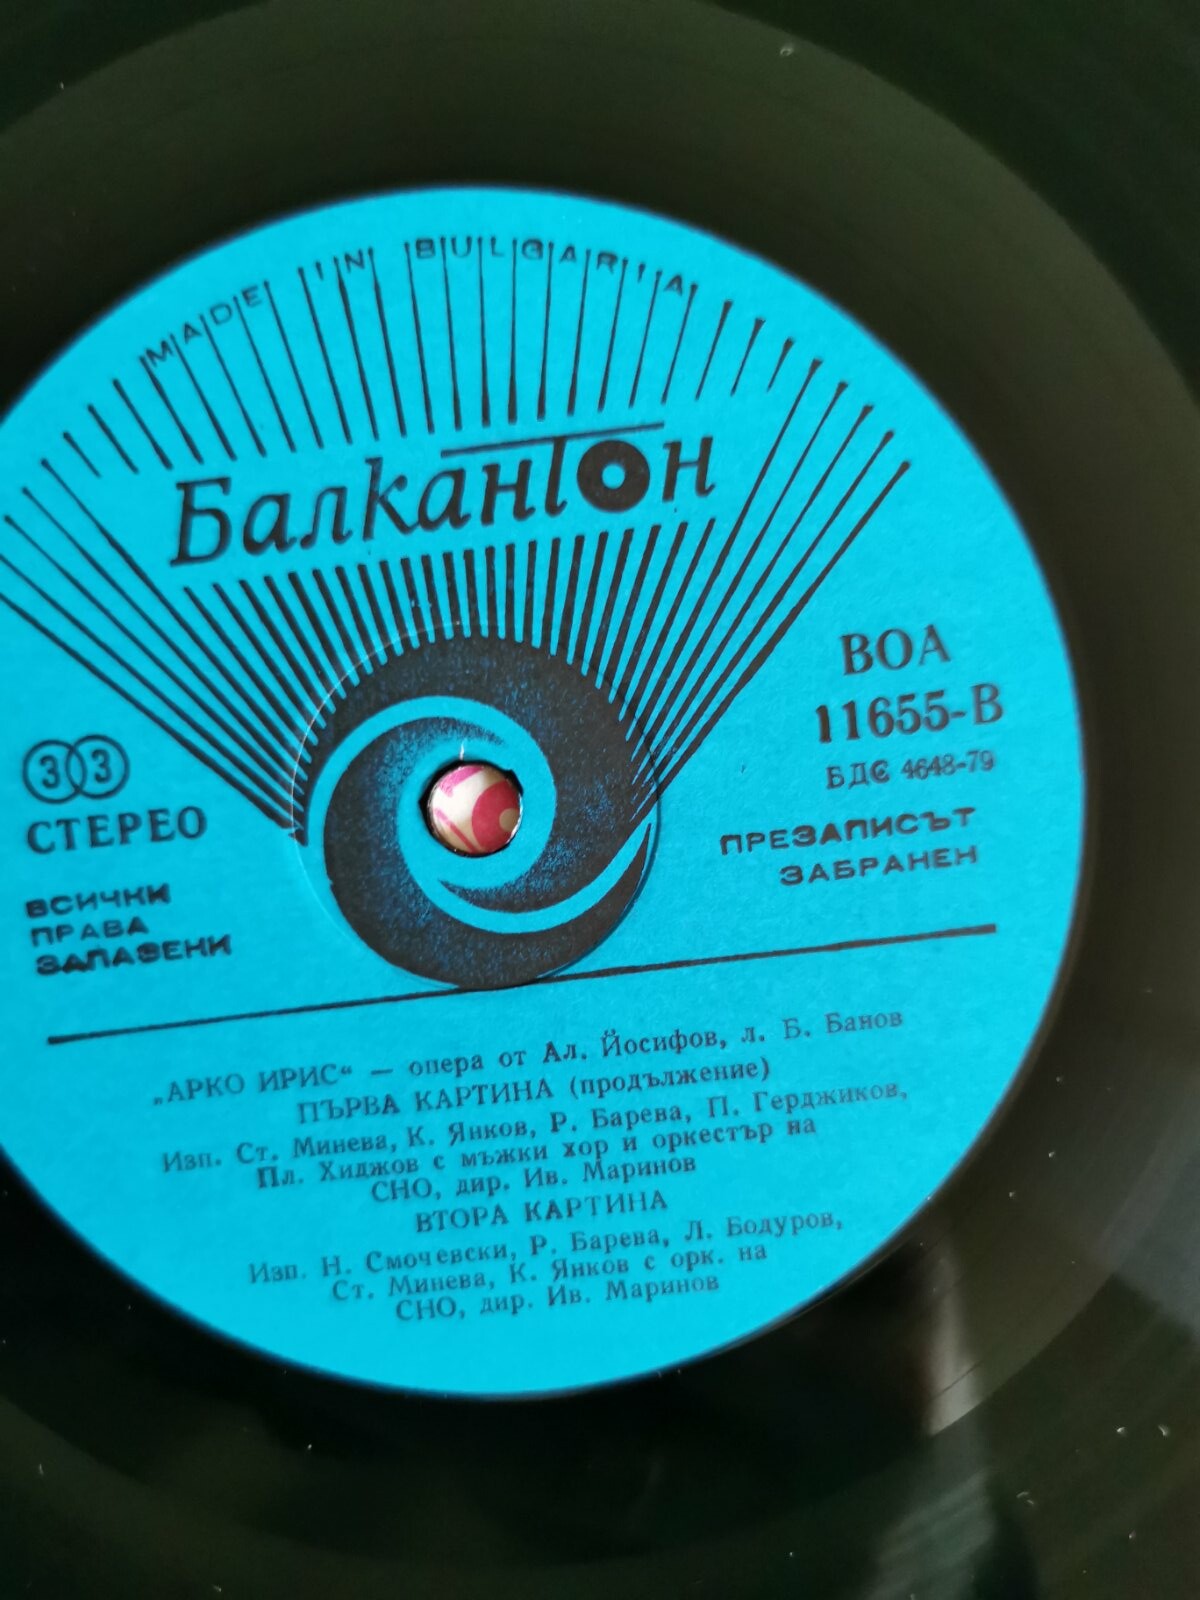 MADE IN BULGARIA
Балкантон
ВОА
11655-В
БДС 4648-79
33
СТЕРЕО
ПРЕЗАПИСЪТ
ЗАБРАНЕН
ВСИЧКИ
ПРАВА
ЗАПАЗЕНИ
„АРКО ИРИС“ — опера от Ал. Йосифов, л. Б. Банов
ПЪРВА КАРТИНА (продължение)
Изп. Ст. Минева, К. Янков, Р. Барева, П. Герджиков,
Пл. Хиджов с мъжки хор и оркестър на
СНО, дир. Ив. Маринов
ВТОРА КАРТИНА
Изп. Н. Смочевски, Р. Барева, Л. Бодуров,
Ст. Минева, К. Янков с орк. на
СНО, дир. Ив. Маринов